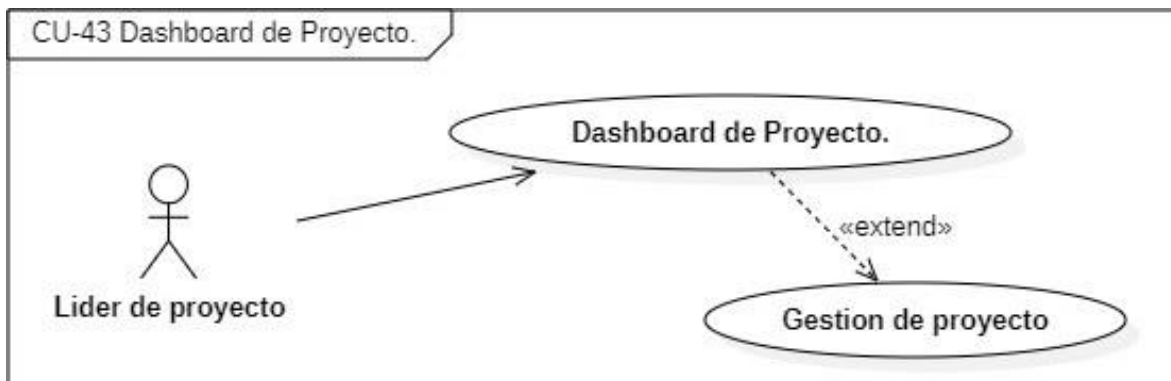 CU-43 Dashboard de Proyecto.
Dashboard de Proyecto.
«extend»
Lider de proyecto
Gestion de proyecto